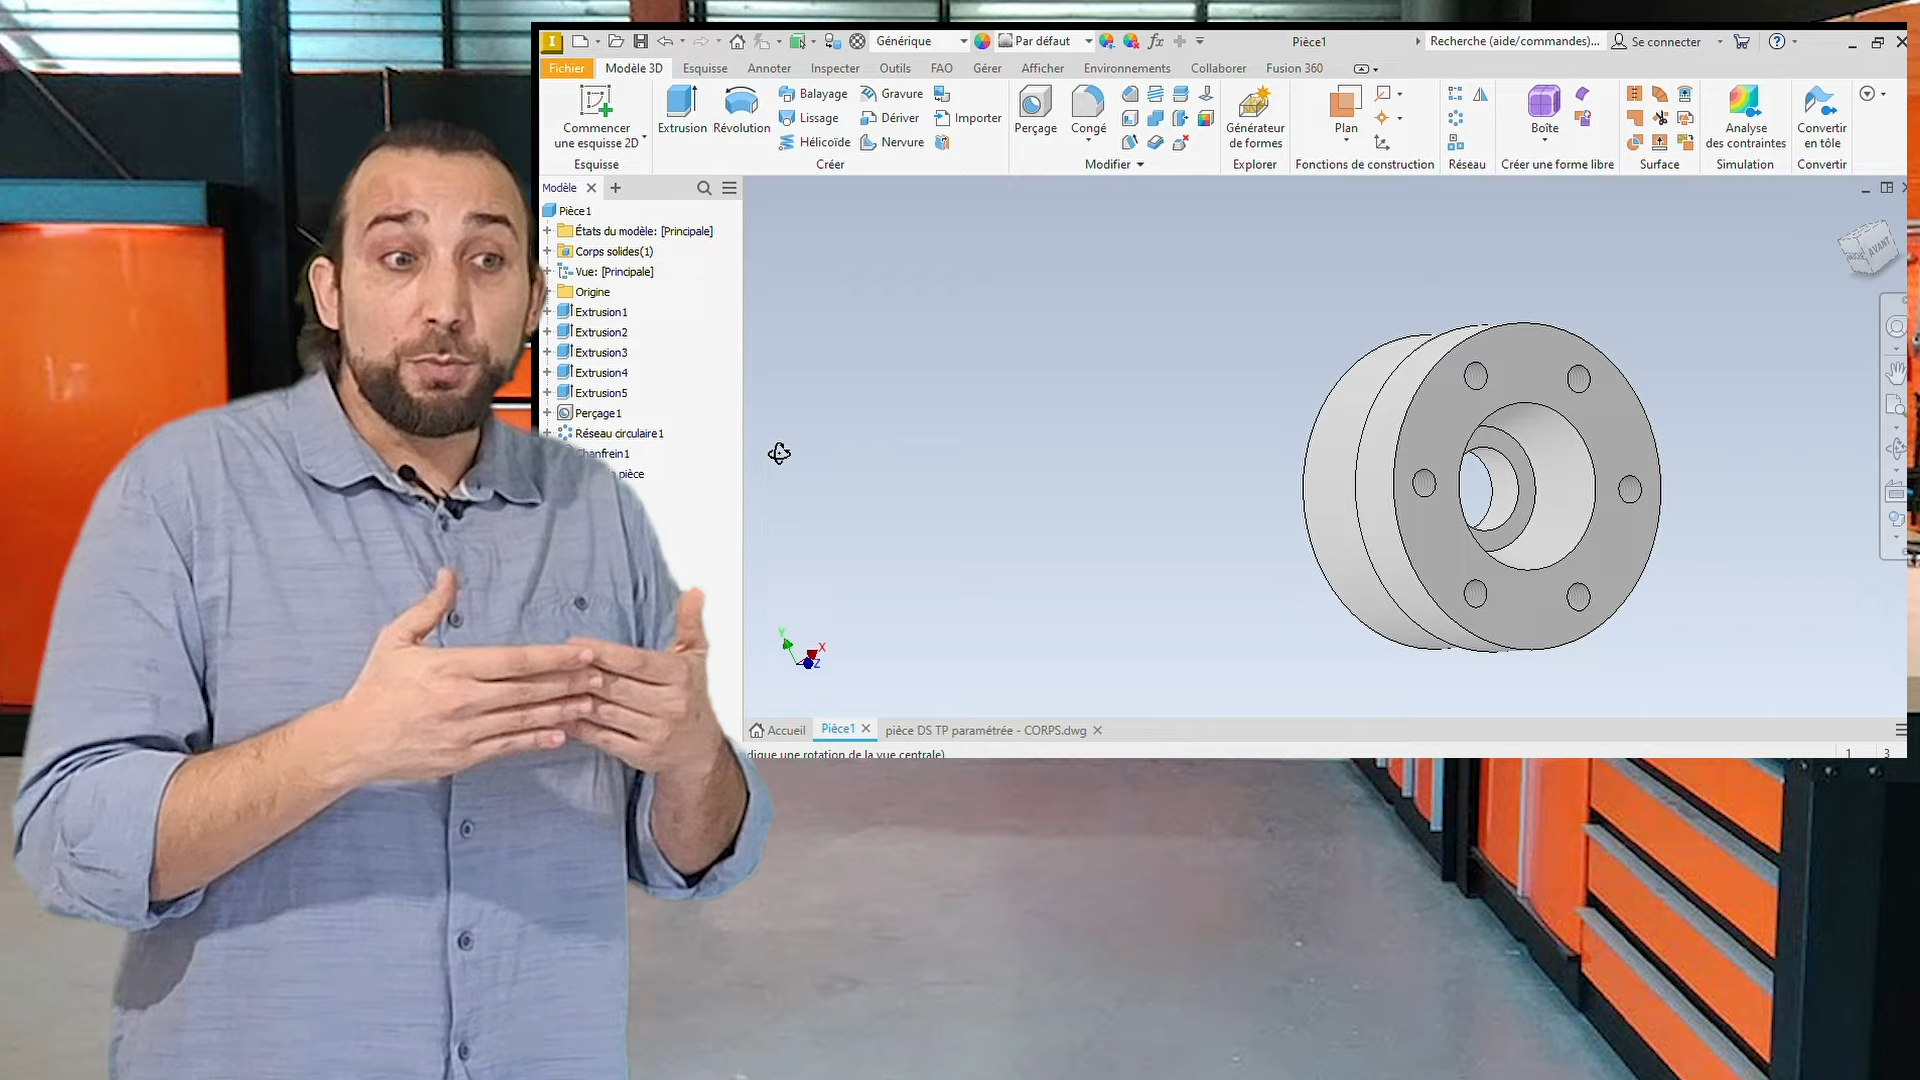 Générique
Par défaut
fx
Pièce1
Recherche (aide/commandes)...
Se connecter
Fichier
Modèle 3D
Esquisse
Annoter
Inspecter
Outils
FAO
Gérer
Afficher
Environnements
Collaborer
Fusion 360
Commencer
une esquisse 2D
Esquisse
Extrusion
Révolution
Balayage
Lissage
Hélicoïde
Gravure
Dériver
Nervure
Importer
Créer
Perçage
Congé
Modifier
Générateur
de formes
Explorer
Plan
Fonctions de construction
Réseau
Boîte
Créer une forme libre
Surface
Analyse
des contraintes
Simulation
Convertir
en tôle
Convertir
Modèle
Pièce1
États du modèle: [Principale]
Corps solides(1)
Vue: [Principale]
Origine
Extrusion1
Extrusion2
Extrusion3
Extrusion4
Extrusion5
Perçage1
Réseau circulaire1
hanfrein1
pièce
AVANT
Y
X
Z
Accueil
Pièce1
pièce DS TP paramétrée - CORPS.dwg
dique une rotation de la vue centrale)
1
3